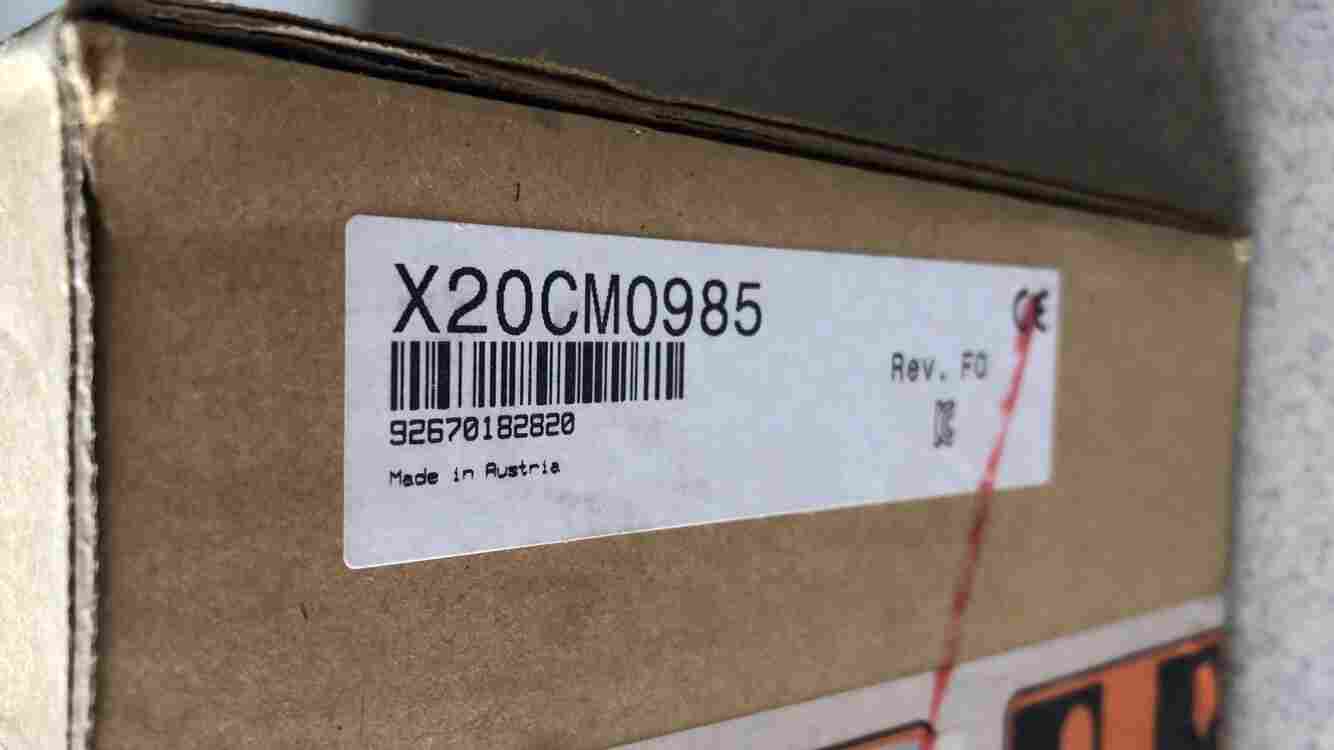 X20CM0985
Rev. F0
92670182820
Made in Austria
CE